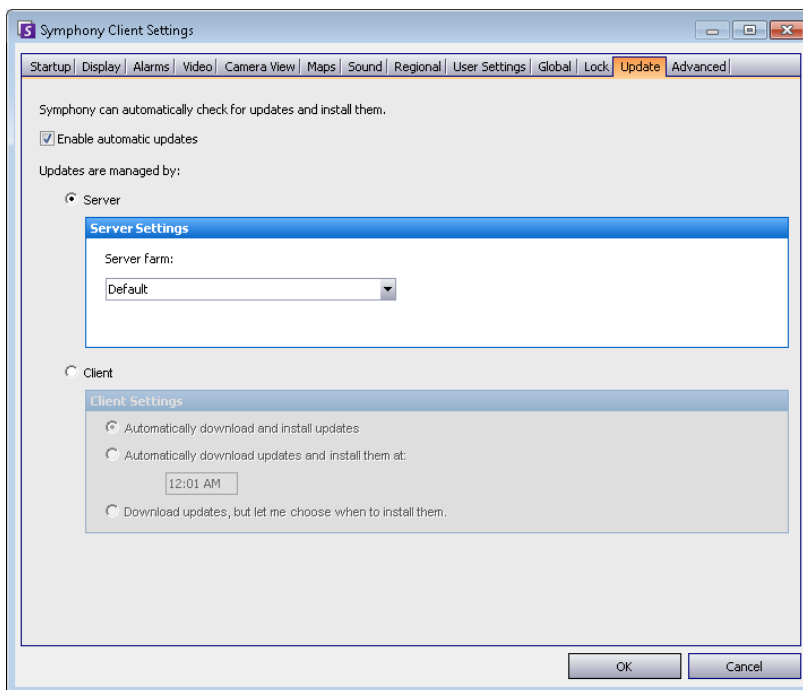 Symphony Client Settings
Startup Display Alarms Video Camera View Maps Sound Regional User Settings Global Lock Update Advanced
Symphony can automatically check for updates and install them.
Enable automatic updates
Updates are managed by:
Server
Server Settings
Server farm:
Default
Client
Client Settings
Automatically download and install updates
Automatically download updates and install them at:
12:01 AM
Download updates, but let me choose when to install them.
OK Cancel